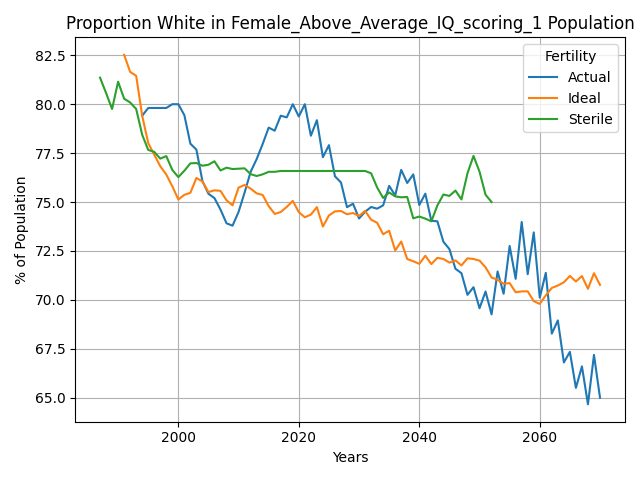 Proportion White in Female_Above_Average_IQ_scoring_1 Population
% of Population
82.5
80.0
77.5
75.0
72.5
70.0
67.5
65.0
Fertility
Actual
Ideal
Sterile
2000
2020
2040
2060
Years